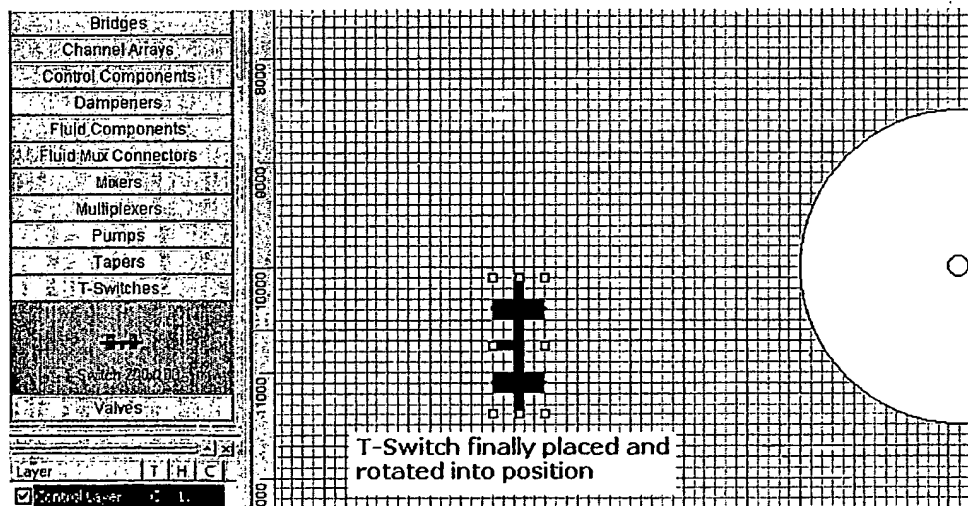 Bridges
Channel Arrays
Control Components
Dampeners
Fluid Components
Fluid Mux Connectors
Mixers
Multiplexers
Pumps
Tapers
T-Switches
Valves
Layer T H C
Control Layer
8000
9000
10000
11000
T-Switch finally placed and
rotated into position